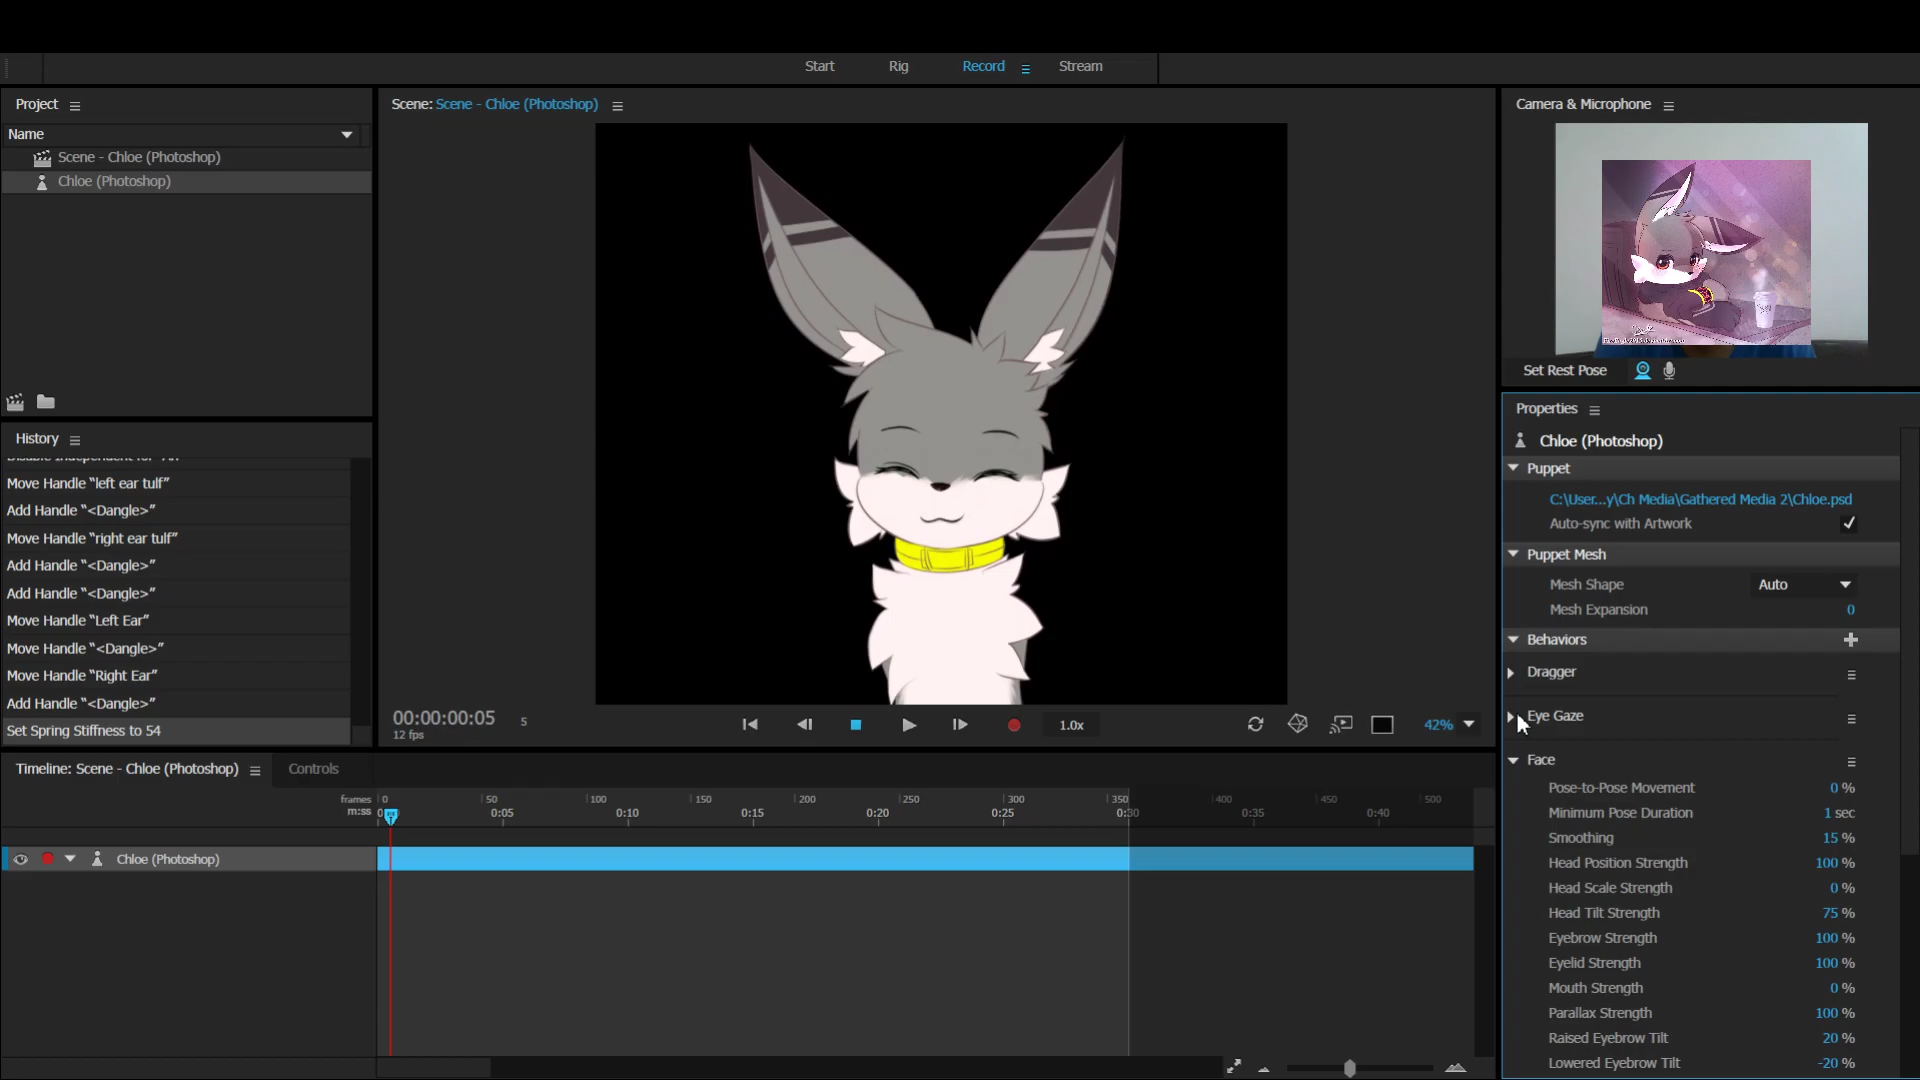 Start
Rig
Record
Stream
Project
Name
Scene - Chloe (Photoshop)
Chloe (Photoshop)
History
Move Handle “left ear tulf”
Add Handle “<Dangle>”
Move Handle “right ear tulf”
Add Handle “<Dangle>”
Add Handle “<Dangle>”
Move Handle “Left Ear”
Move Handle “<Dangle>”
Move Handle “Right Ear”
Add Handle “<Dangle>”
Set Spring Stiffness to 54
Scene: Scene - Chloe (Photoshop)
00:00:00:05
5
12 fps
1.0x
42%
Camera & Microphone
Set Rest Pose
Properties
Chloe (Photoshop)
Puppet
C:\User...y\Ch Media\Gathered Media 2\Chloe.psd
Auto-sync with Artwork
Puppet Mesh
Mesh Shape Auto
Mesh Expansion 0
Behaviors
Dragger
Eye Gaze
Face
Pose-to-Pose Movement 0 %
Minimum Pose Duration 1 sec
Smoothing 15 %
Head Position Strength 100 %
Head Scale Strength 0 %
Head Tilt Strength 75 %
Eyebrow Strength 100 %
Eyelid Strength 100 %
Mouth Strength 0 %
Parallax Strength 100 %
Raised Eyebrow Tilt 20 %
Lowered Eyebrow Tilt -20 %
Timeline: Scene - Chloe (Photoshop)
Controls
frames 0 50 100 150 200 250 300 350 400 450 500
m:ss 0:05 0:10 0:15 0:20 0:25 0:30 0:35 0:40
Chloe (Photoshop)